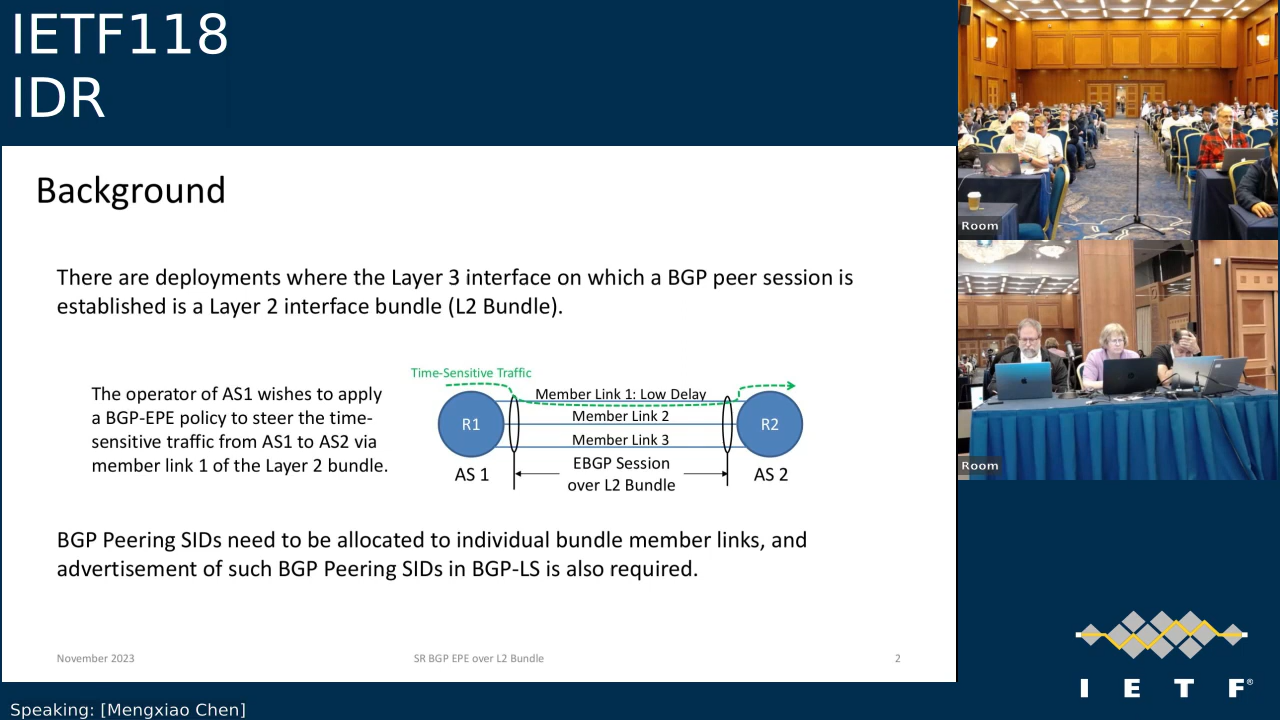 IETF118
IDR
Background
There are deployments where the Layer 3 interface on which a BGP peer session is
established is a Layer 2 interface bundle (L2 Bundle).
The operator of AS1 wishes to apply
a BGP-EPE policy to steer the time-
sensitive traffic from AS1 to AS2 via
member link 1 of the Layer 2 bundle.
Time-Sensitive Traffic
Member Link 1: Low Delay
Member Link 2
Member Link 3
R1
R2
AS 1
EBGP Session
over L2 Bundle
AS 2
BGP Peering SIDs need to be allocated to individual bundle member links, and
advertisement of such BGP Peering SIDs in BGP-LS is also required.
November 2023
SR BGP EPE over L2 Bundle
2
Room
Room
I E T F®
Speaking: [Mengxiao Chen]